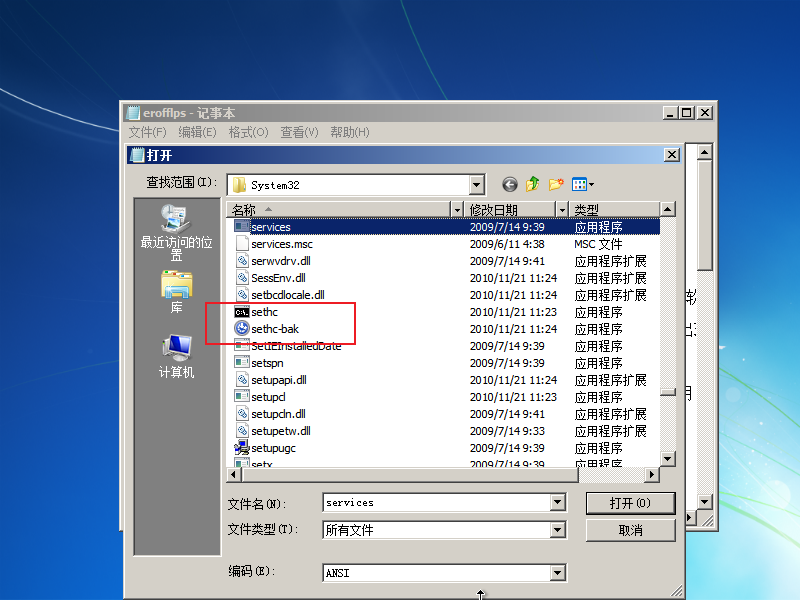 erofflps - 记事本
文件(F) 编辑(E) 格式(O) 查看(V) 帮助(H)
打开
查找范围(I): System32
名称 修改日期 类型
services 2009/7/14 9:39 应用程序
services.msc 2009/6/11 4:38 MSC 文件
serwvdrv.dll 2009/7/14 9:41 应用程序扩展
SessEnv.dll 2010/11/21 11:24 应用程序扩展
setbcdlocale.dll 2010/11/21 11:24 应用程序扩展
sethc 2010/11/21 11:23 应用程序
sethc-bak 2010/11/21 11:24 应用程序
SetIEInstalledDate 2009/7/14 9:39 应用程序
setspn 2009/7/14 9:39 应用程序
setupapi.dll 2010/11/21 11:24 应用程序扩展
setupcl 2010/11/21 11:23 应用程序
setupcln.dll 2009/7/14 9:41 应用程序扩展
setupetw.dll 2009/7/14 9:33 应用程序扩展
setupugc 2009/7/14 9:39 应用程序
setx 2009/7/14 9:39 应用程序
最近访问的位
置
库
计算机
文件名(N): services 打开(O)
文件类型(T): 所有文件 取消
编码(E): ANSI